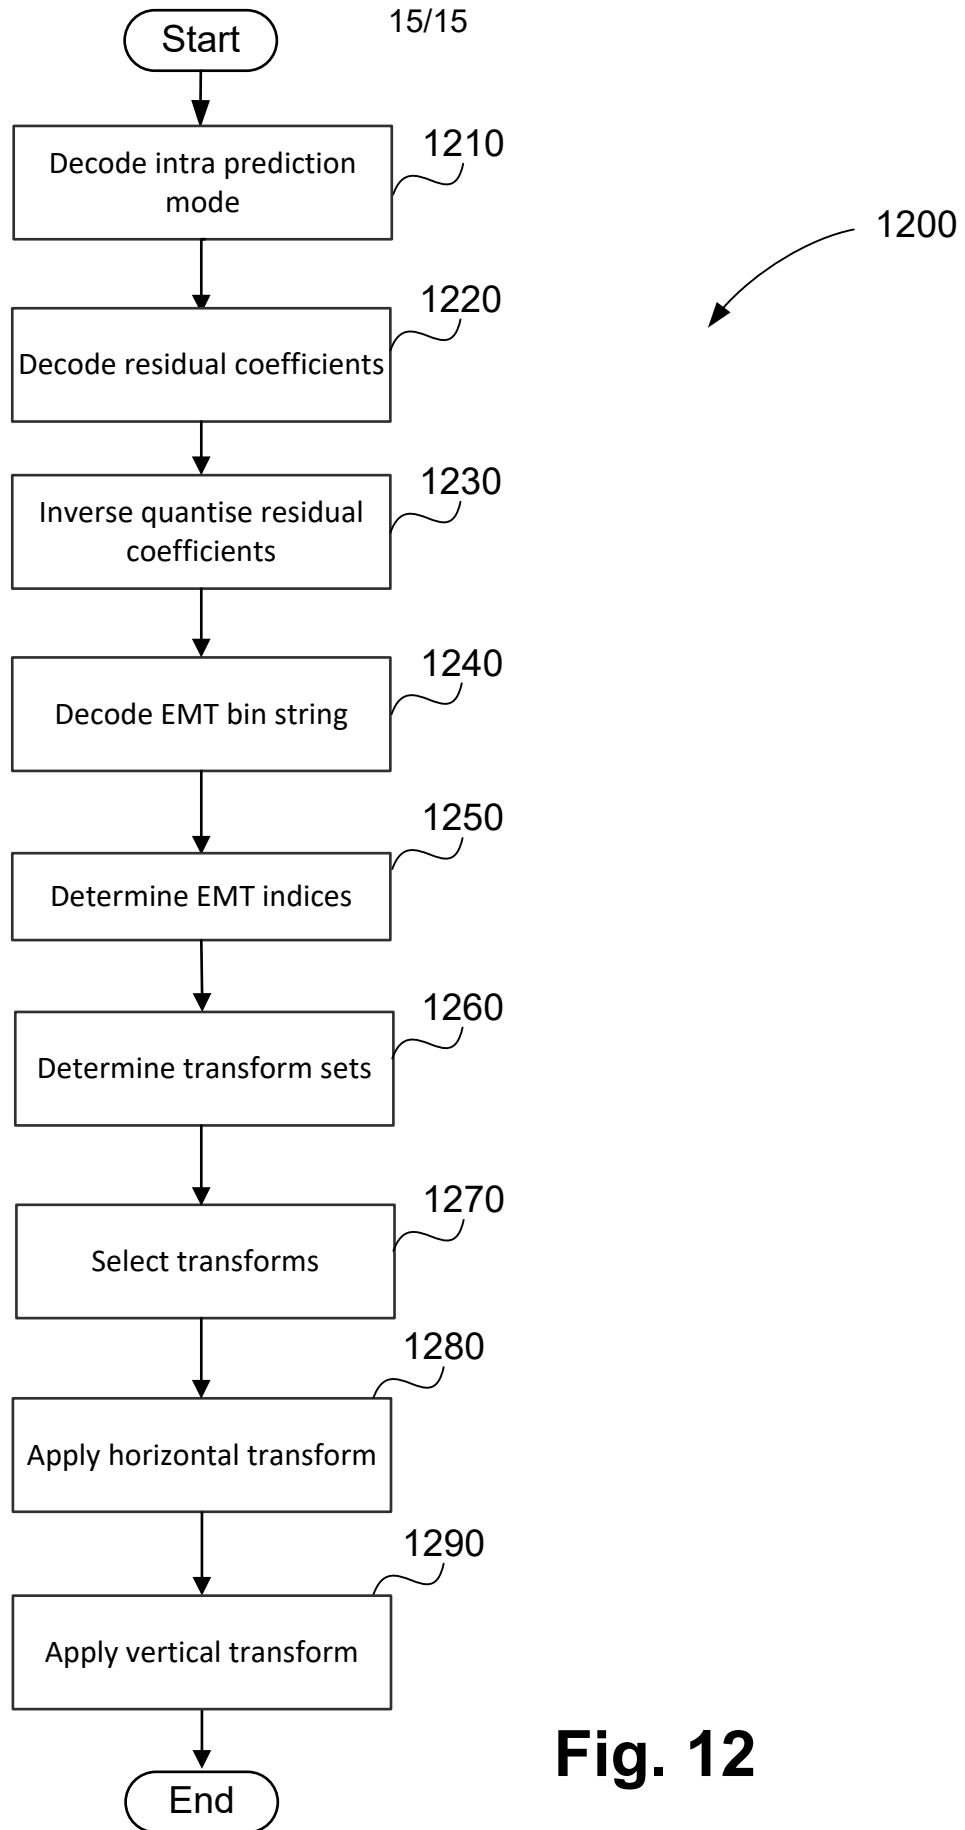 15/15
Start
1210
Decode intra prediction
mode
1200
1220
Decode residual coefficients
1230
Inverse quantise residual
coefficients
1240
Decode EMT bin string
1250
Determine EMT indices
1260
Determine transform sets
1270
Select transforms
1280
Apply horizontal transform
1290
Apply vertical transform
Fig. 12
End